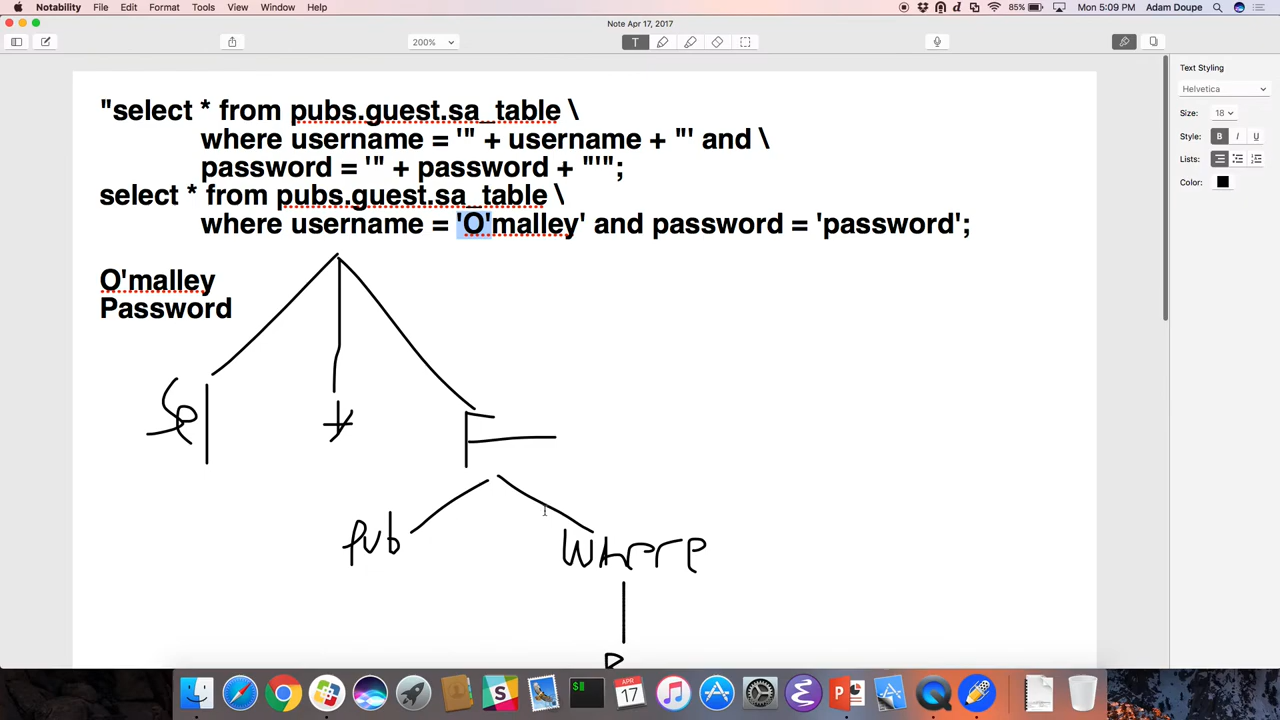 Notability File Edit Format Tools View Window Help 85% Mon 5:09 PM Adam Doupe
Note Apr 17, 2017
200% T
Text Styling
Helvetica
Size: 18
Style: B I U
Lists:
Color:
"select * from pubs.guest.sa_table \
where username = '" + username + "' and \
password = '" + password + "'";
select * from pubs.guest.sa_table \
where username = 'O'malley' and password = 'password';
O'malley
Password
Sel * F
Pub Where
APR
17